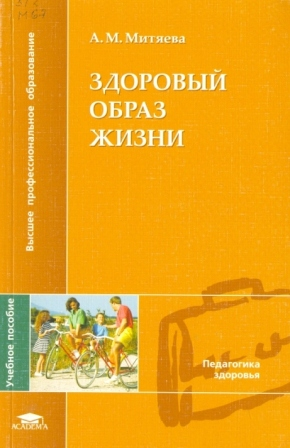 А. М. Митяева
ЗДОРОВЫЙ
ОБРАЗ
ЖИЗНИ
Высшее профессиональное образование
Учебное пособие
Педагогика
здоровья
ACADEMA